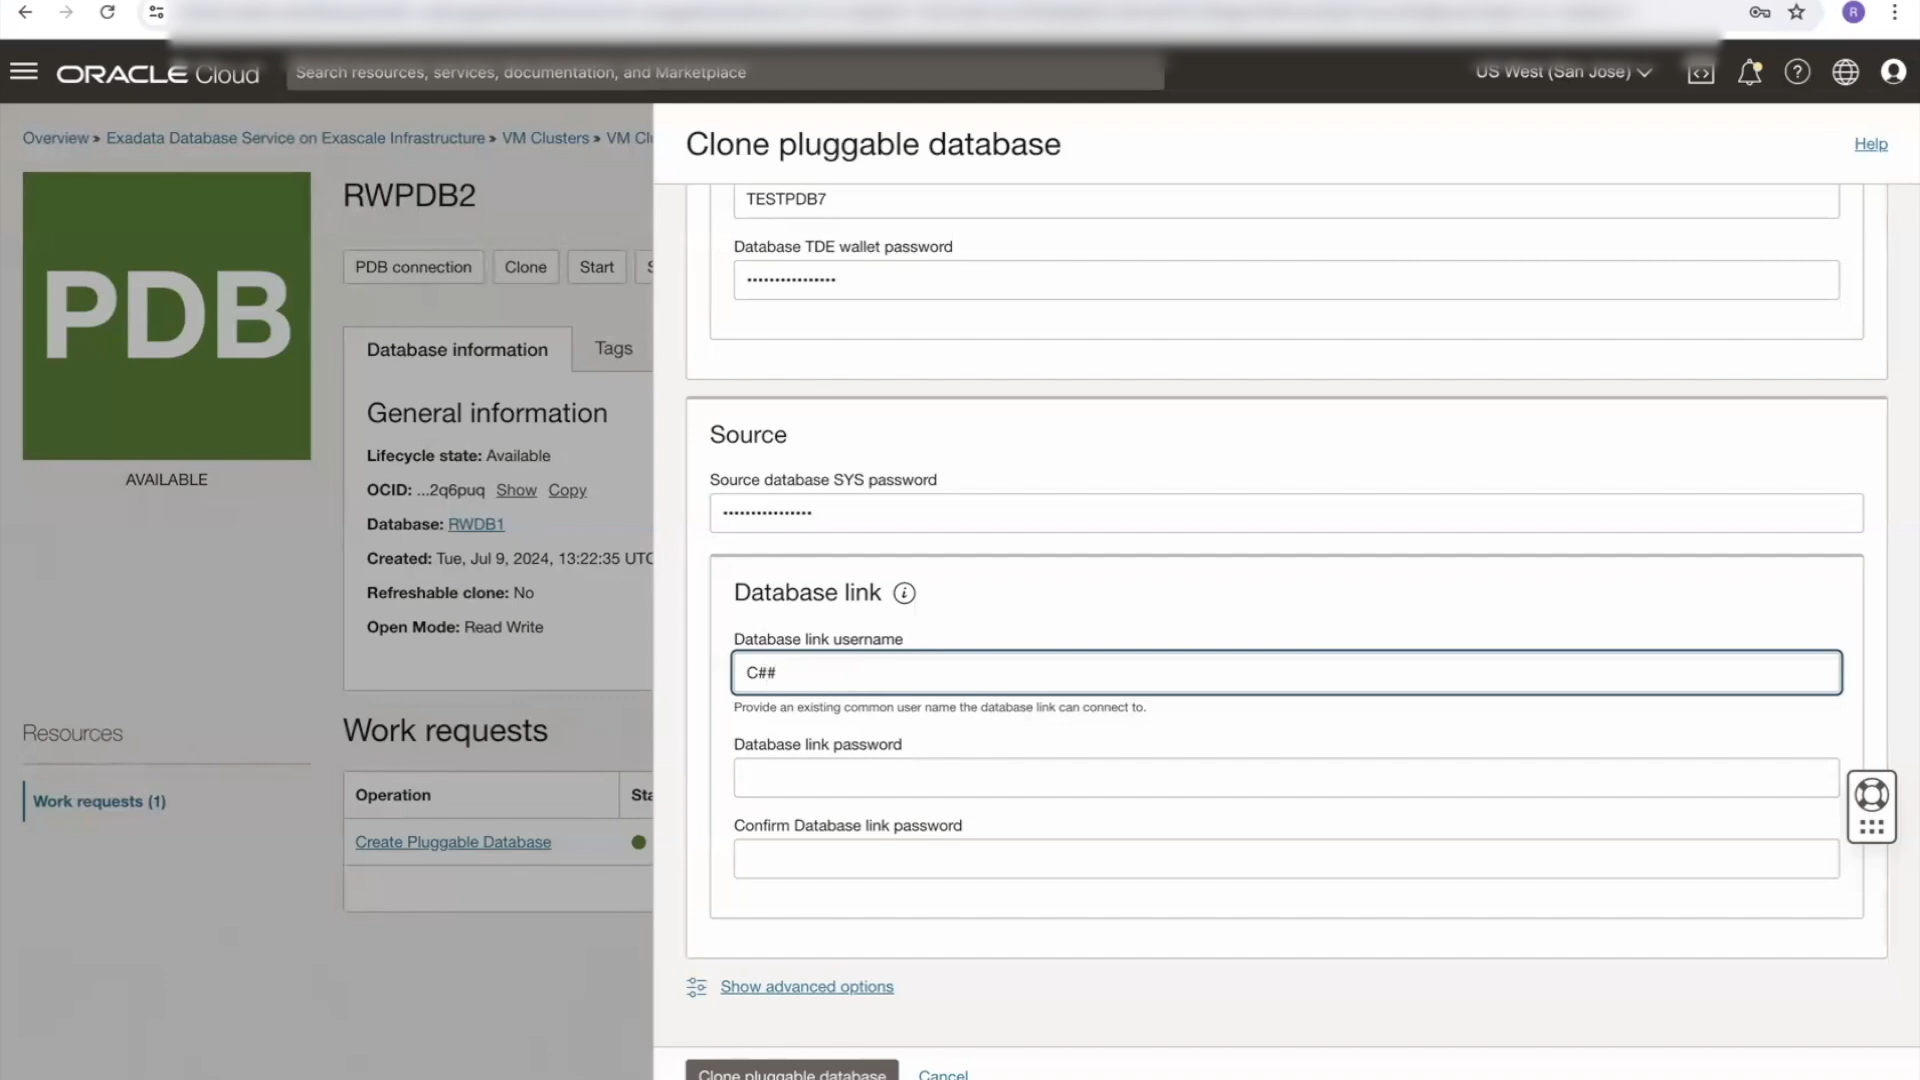 R
ORACLE Cloud
Search resources, services, documentation, and Marketplace
US West (San Jose)
Overview » Exadata Database Service on Exascale Infrastructure » VM Clusters » VM Cl
PDB
AVAILABLE
RWPDB2
PDB connection
Clone
Start
Database information
Tags
General information
Lifecycle state: Available
OCID: ...2q6puq Show Copy
Database: RWDB1
Created: Tue, Jul 9, 2024, 13:22:35 UTC
Refreshable clone: No
Open Mode: Read Write
Resources
Work requests (1)
Work requests
Operation
Sta
Create Pluggable Database
Clone pluggable database
Help
TESTPDB7
Database TDE wallet password
••••••••••••••••
Source
Source database SYS password
••••••••••••••••
Database link i
Database link username
C##
Provide an existing common user name the database link can connect to.
Database link password
Confirm Database link password
Show advanced options
Clone pluggable database
Cancel